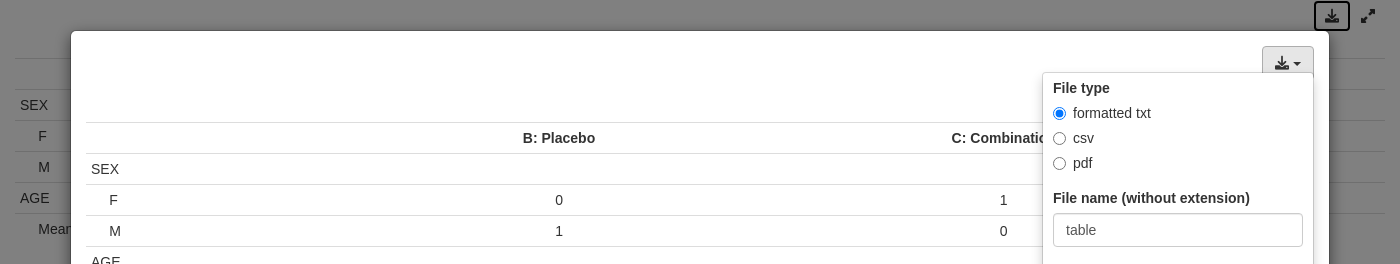 SEX
F
M
AGE
Mean
File type
formatted txt
csv
pdf
File name (without extension)
table
B: Placebo
C: Combinatio
SEX
F 0 1
M 1 0
AGE